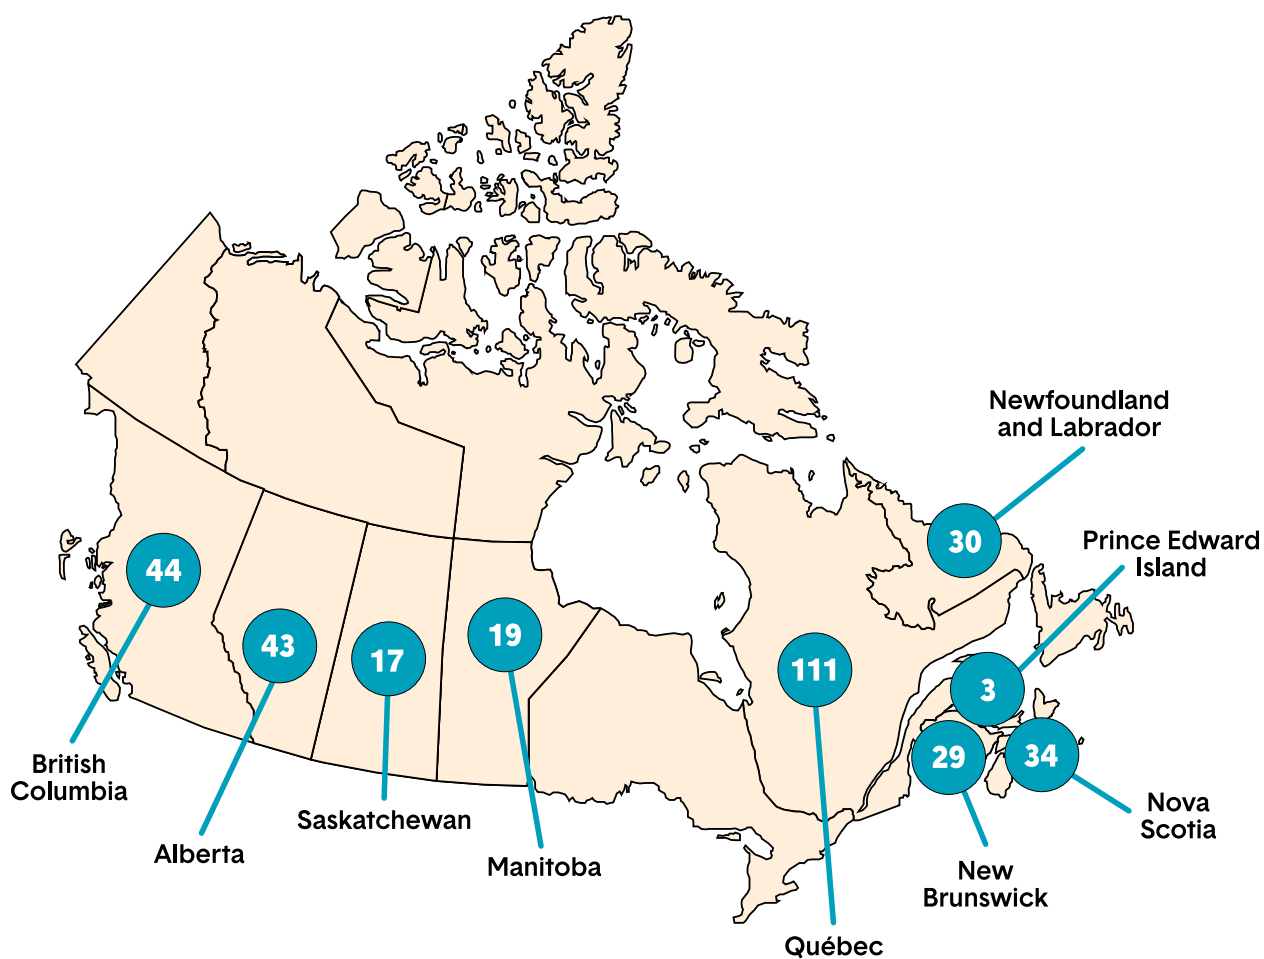 Newfoundland
and Labrador
30
Prince Edward
Island
44
43
17
19
111
3
29
34
British
Columbia
Alberta
Saskatchewan
Manitoba
Québec
New
Brunswick
Nova
Scotia